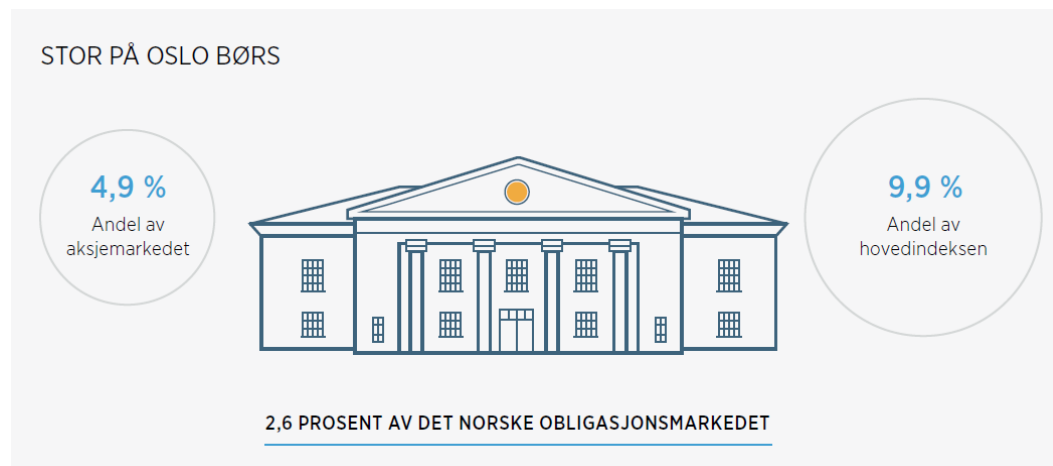 STOR PÅ OSLO BØRS
4,9 %
Andel av
aksjemarkedet
9,9 %
Andel av
hovedindeksen
2,6 PROSENT AV DET NORSKE OBLIGASJONSMARKEDET